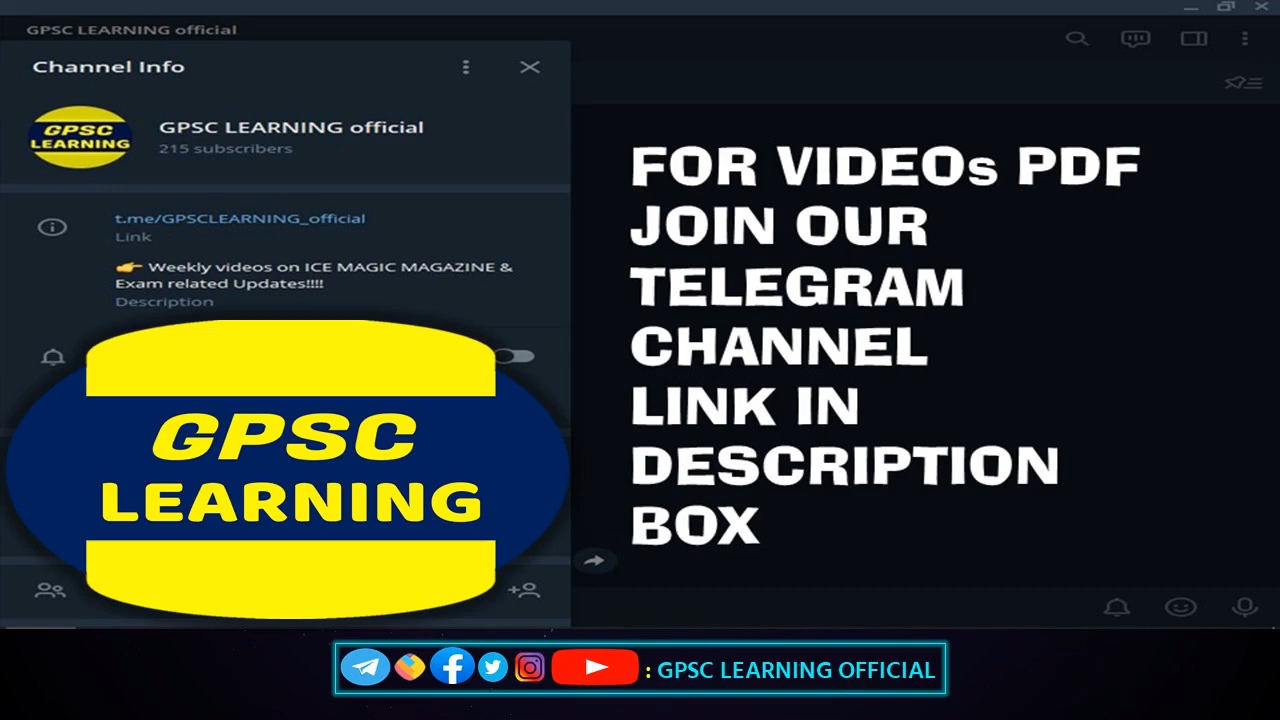 GPSC LEARNING official
Channel Info
GPSC
LEARNING
GPSC LEARNING official
215 subscribers
t.me/GPSCLEARNING_official
Link
👉 Weekly videos on ICE MAGIC MAGAZINE &
Exam related Updates!!!!
Description
GPSC
LEARNING
FOR VIDEOs PDF
JOIN OUR
TELEGRAM
CHANNEL
LINK IN
DESCRIPTION
BOX
: GPSC LEARNING OFFICIAL